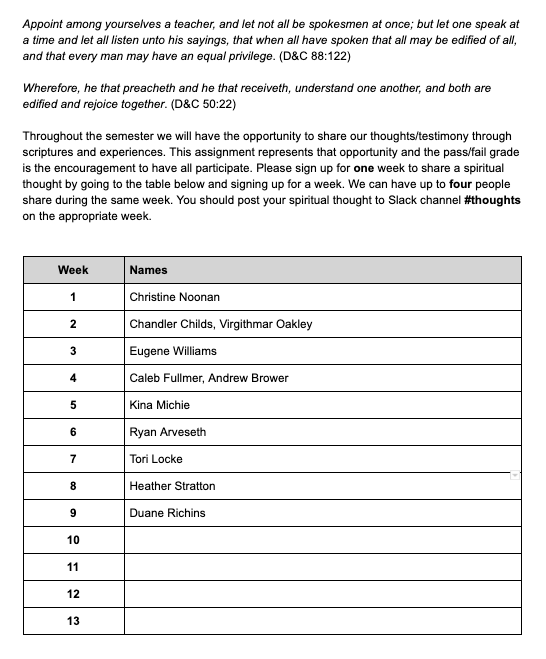 Appoint among yourselves a teacher, and let not all be spokesmen at once; but let one speak at
a time and let all listen unto his sayings, that when all have spoken that all may be edified of all,
and that every man may have an equal privilege. (D&C 88:122)
Wherefore, he that preacheth and he that receiveth, understand one another, and both are
edified and rejoice together. (D&C 50:22)
Throughout the semester we will have the opportunity to share our thoughts/testimony through
scriptures and experiences. This assignment represents that opportunity and the pass/fail grade
is the encouragement to have all participate. Please sign up for one week to share a spiritual
thought by going to the table below and signing up for a week. We can have up to four people
share during the same week. You should post your spiritual thought to Slack channel #thoughts
on the appropriate week.
Week Names
1 Christine Noonan
2 Chandler Childs, Virgithmar Oakley
3 Eugene Williams
4 Caleb Fullmer, Andrew Brower
5 Kina Michie
6 Ryan Arveseth
7 Tori Locke
8 Heather Stratton
9 Duane Richins
10
11
12
13